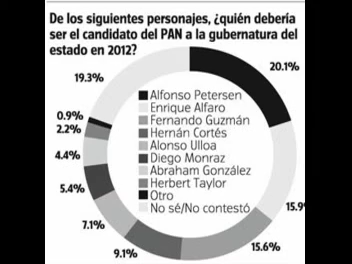 De los siguientes personajes, ¿quién debería
ser el candidato del PAN a la gubernatura del
estado en 2012?
20.1%
19.3%
Alfonso Petersen
Enrique Alfaro
Fernando Guzmán
Hernán Cortés
Alonso Ulloa
Diego Monraz
Abraham González
Herbert Taylor
Otro
No sé/No contestó
0.9%
2.2%
4.4%
5.4%
7.1%
9.1%
15.6%
15.9%